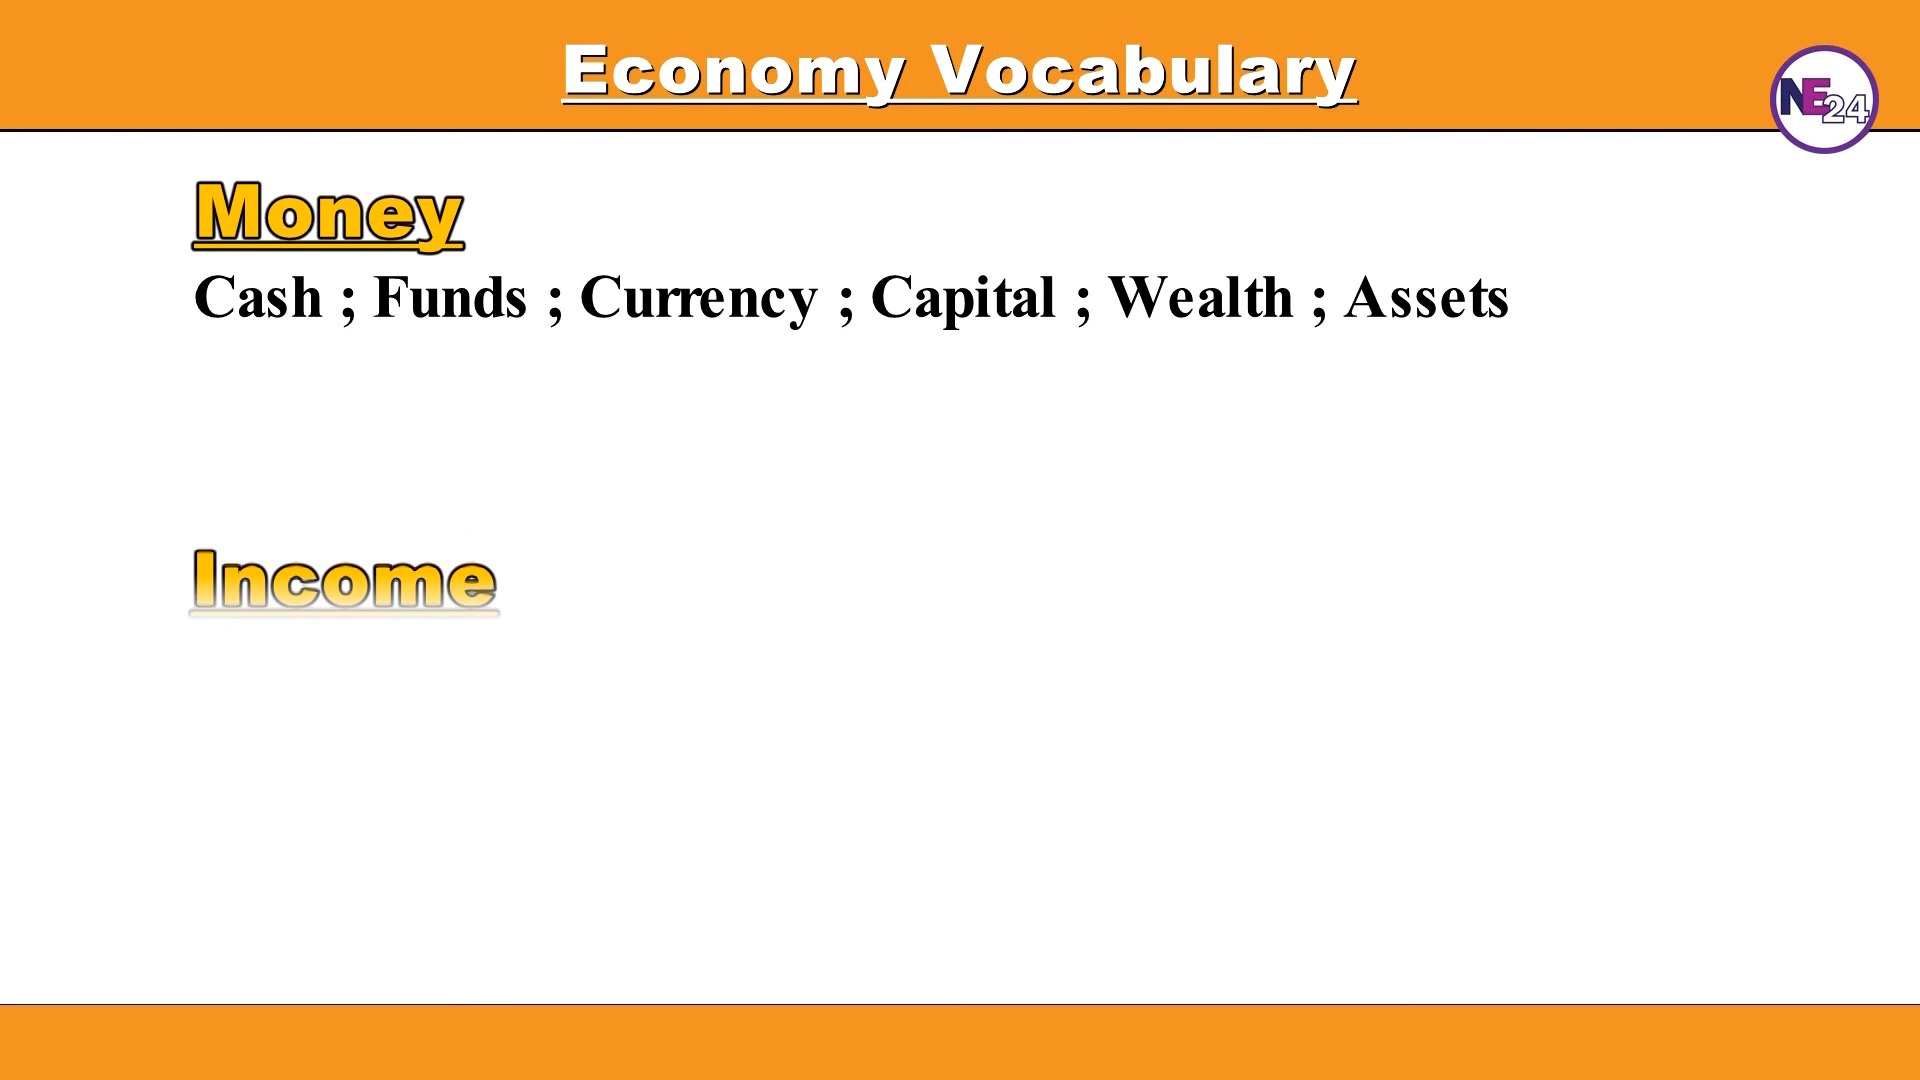 Economy Vocabulary
NE24
Money
Cash ; Funds ; Currency ; Capital ; Wealth ; Assets
Income